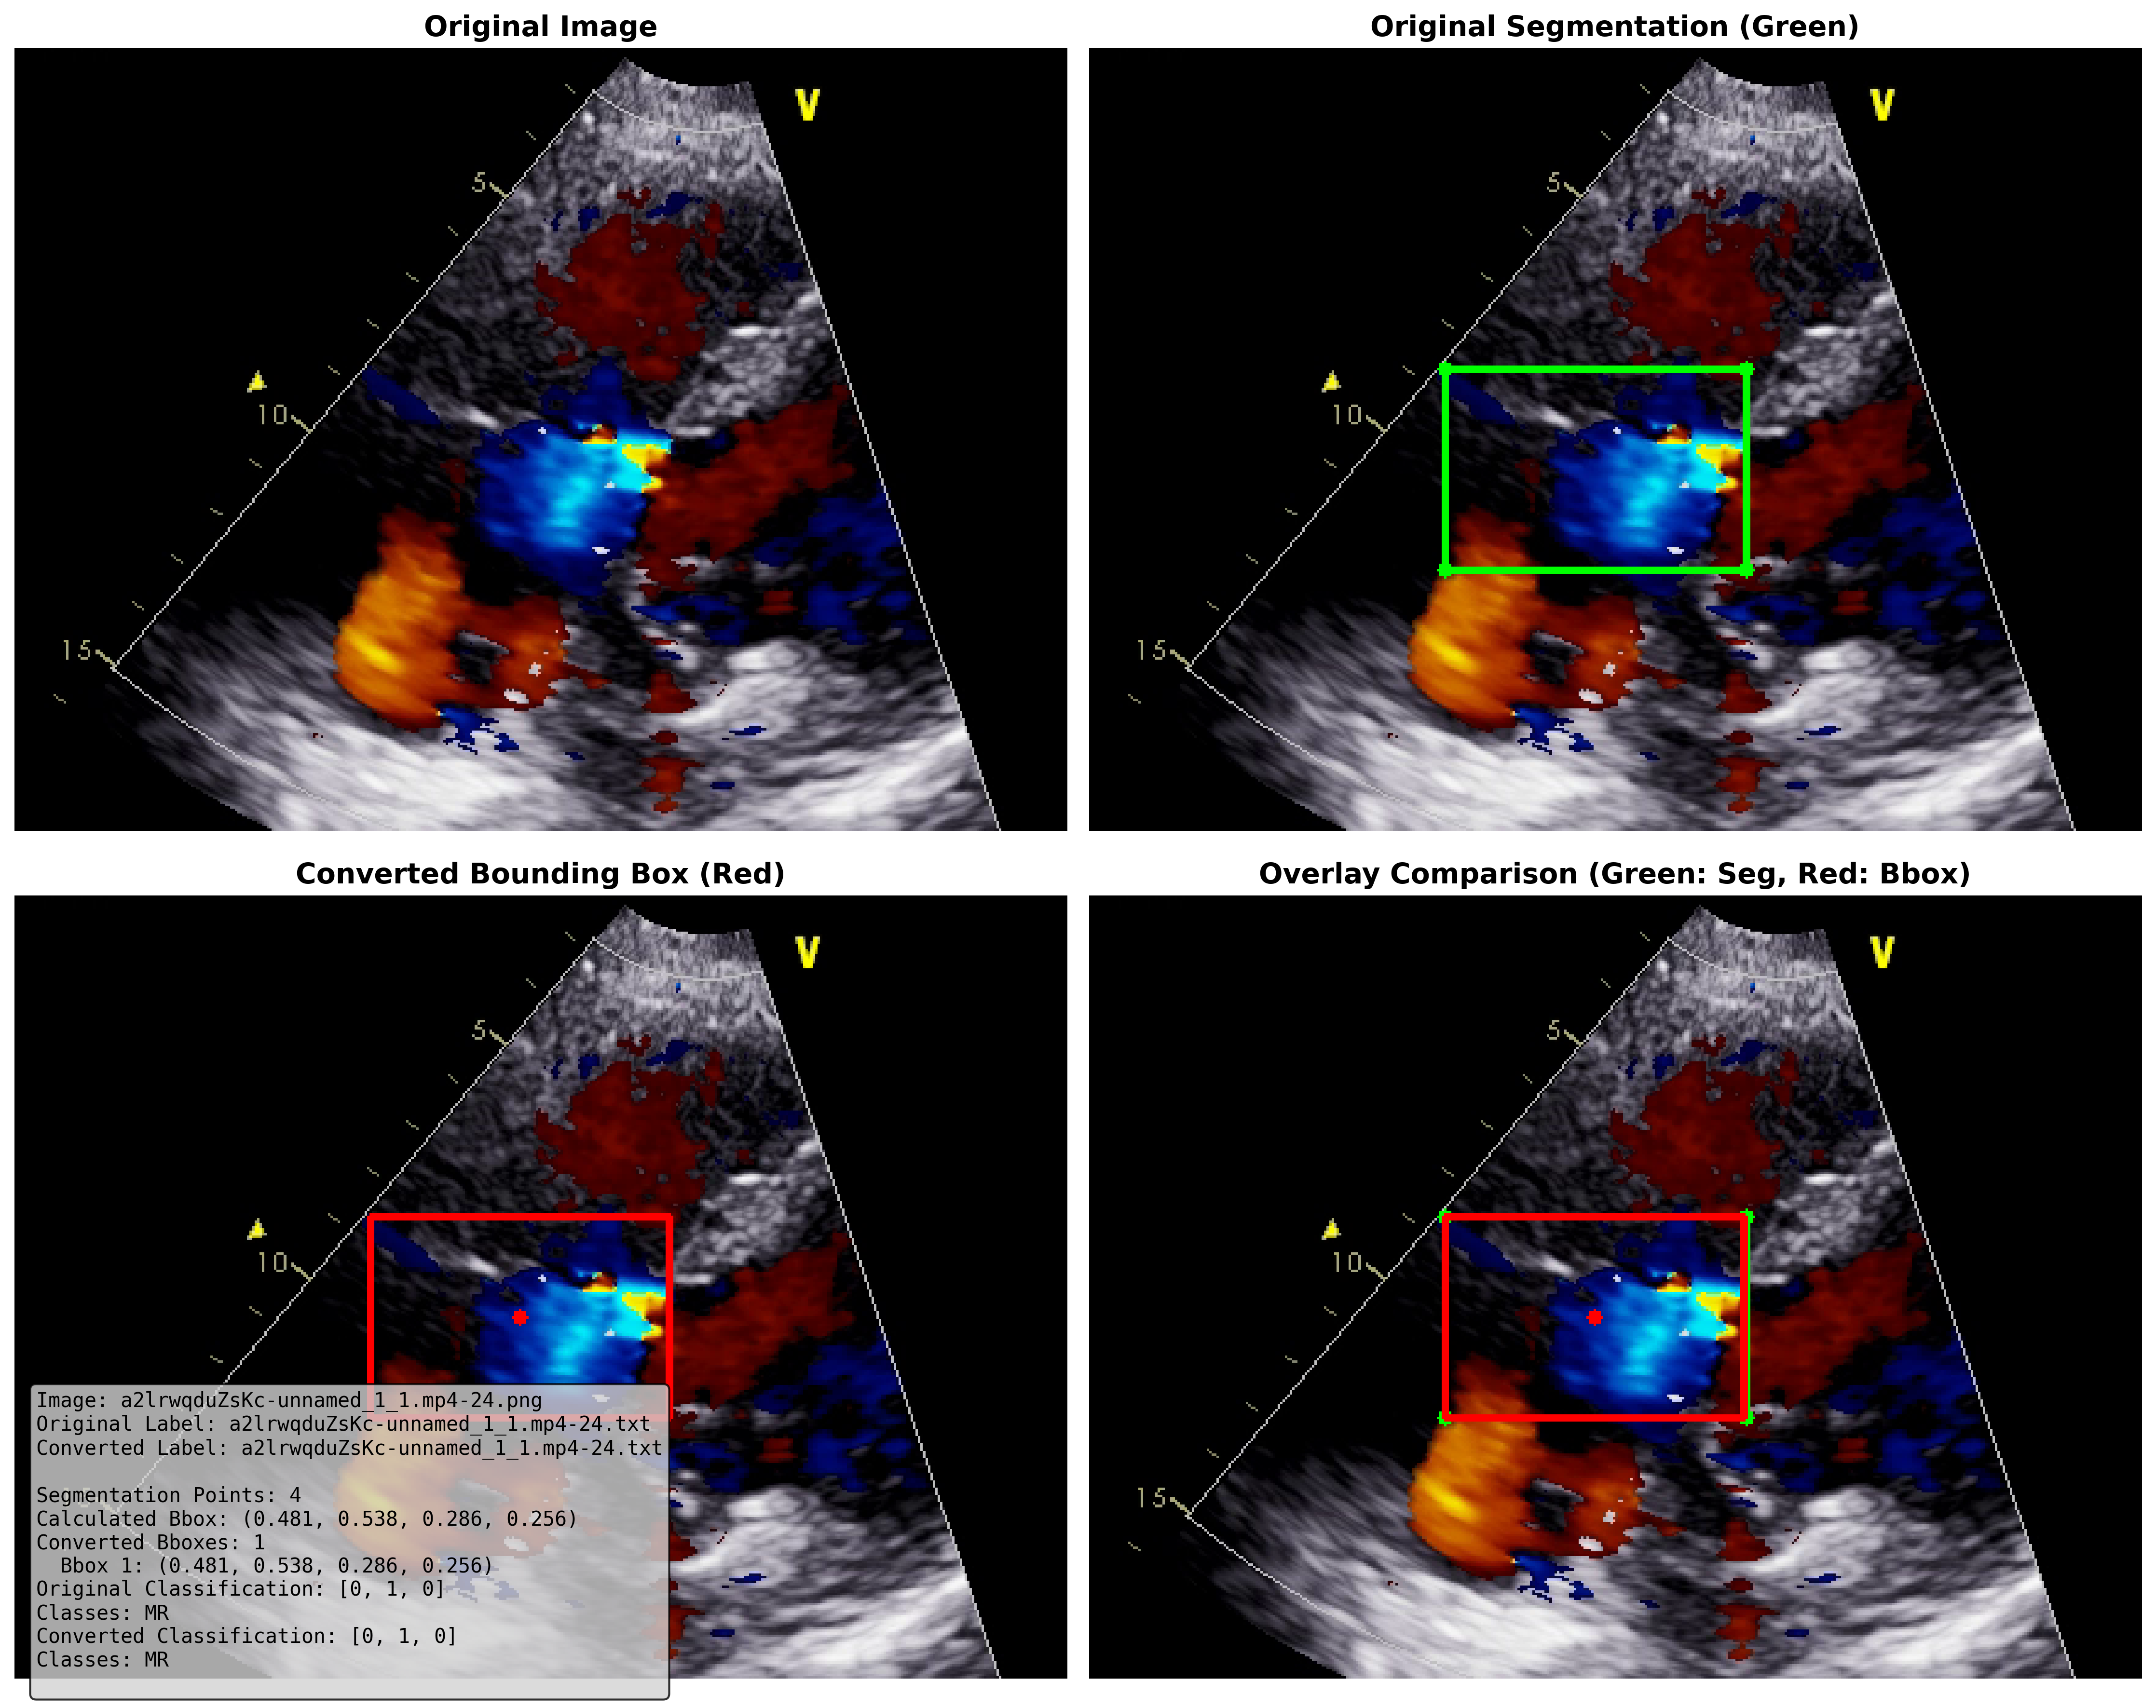 Original Image
Original Segmentation (Green)
V
5
10
15
V
5
10
15
Converted Bounding Box (Red)
Overlay Comparison (Green: Seg, Red: Bbox)
V
5
10
Image: a2lrwqduZsKc-unnamed_1_1.mp4-24.png
Original Label: a2lrwqduZsKc-unnamed_1_1.mp4-24.txt
Converted Label: a2lrwqduZsKc-unnamed_1_1.mp4-24.txt
Segmentation Points: 4
Calculated Bbox: (0.481, 0.538, 0.286, 0.256)
Converted Bboxes: 1
Bbox 1: (0.481, 0.538, 0.286, 0.256)
Original Classification: [0, 1, 0]
Classes: MR
Converted Classification: [0, 1, 0]
Classes: MR
V
5
10
15